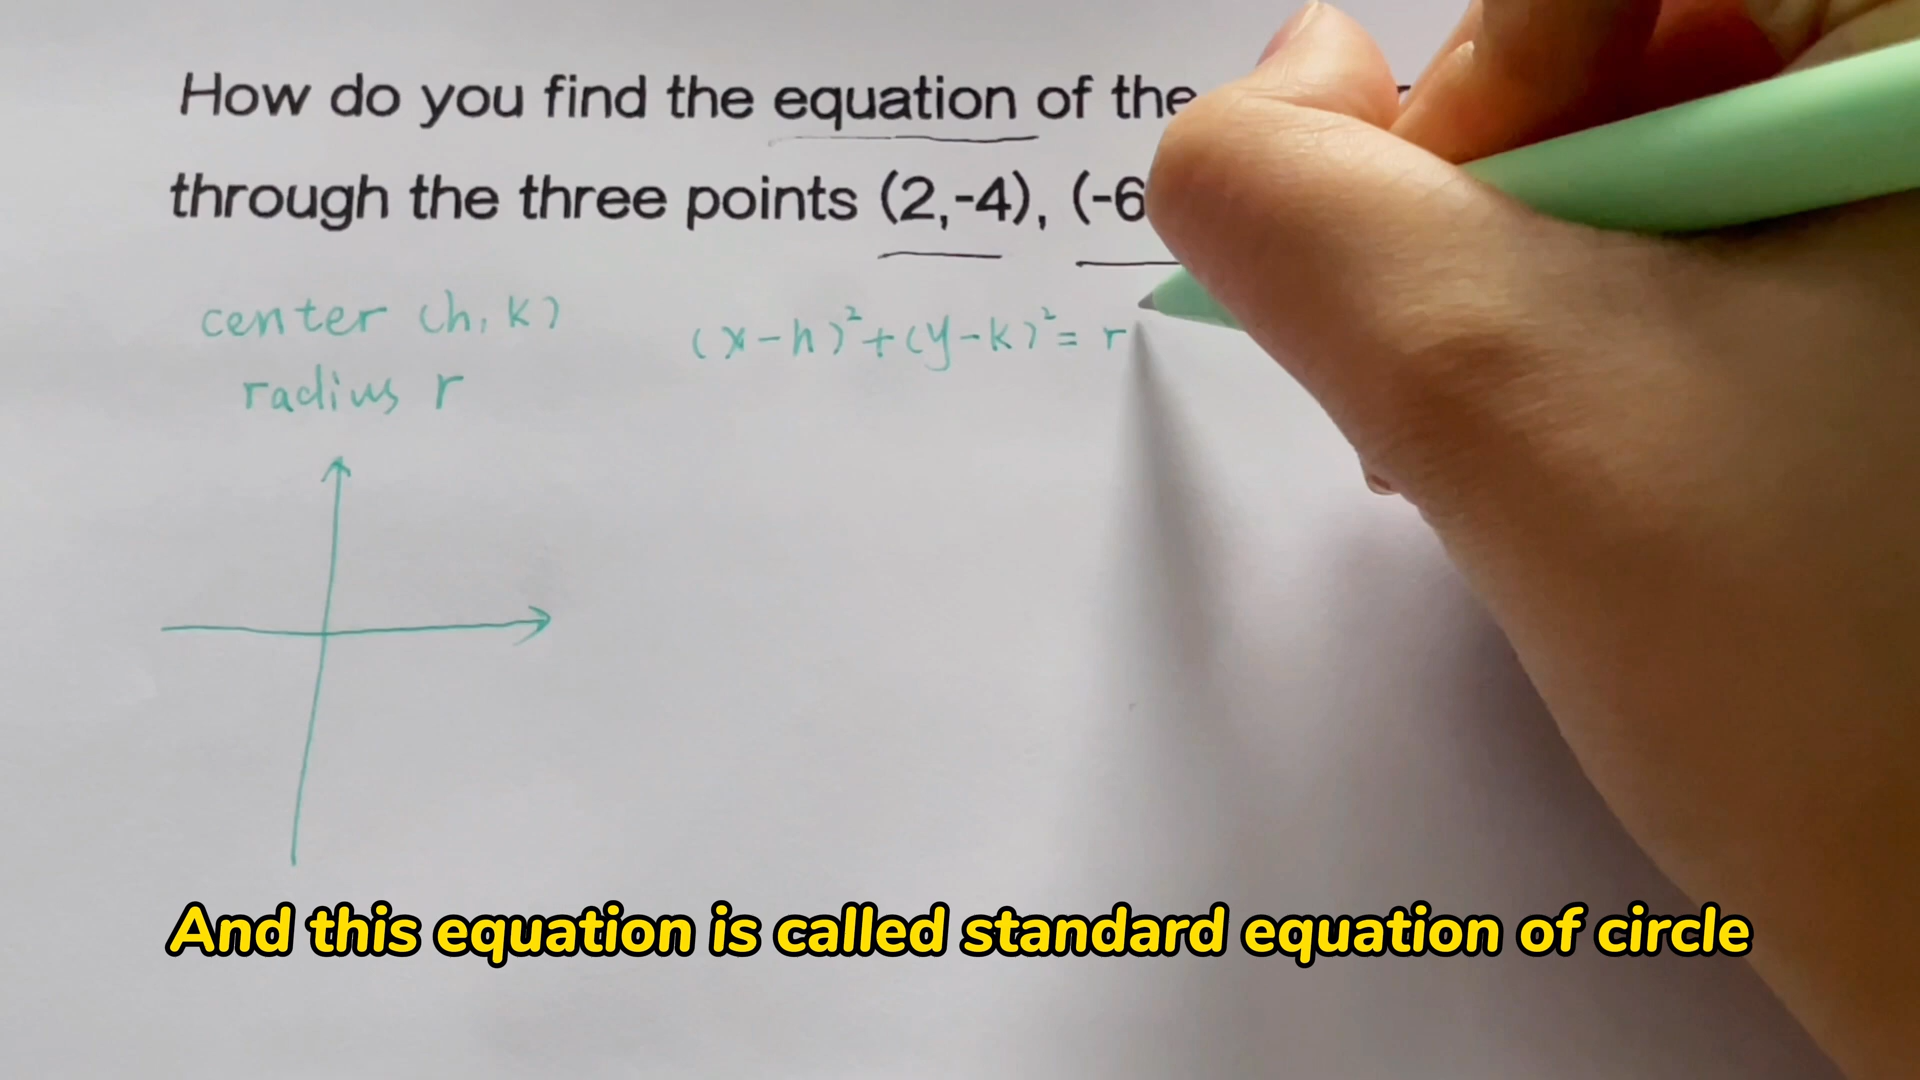 How do you find the equation of the
through the three points (2,-4), (-6
center (h, k)
radius r
(x-h)²+(y-k)²= r
And this equation is called standard equation of circle